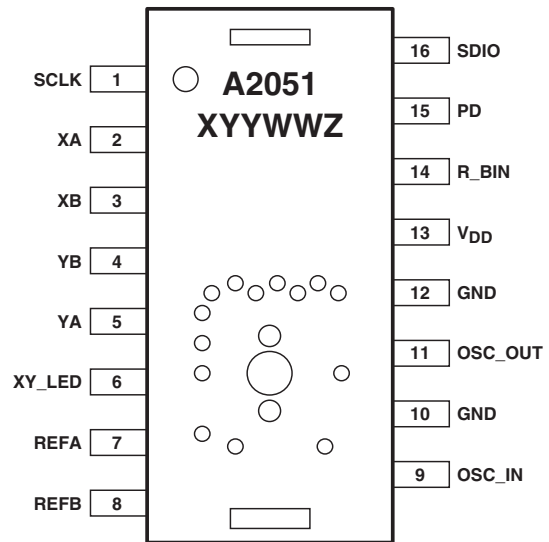 A2051
XYYWWZ
SCLK 1
XA 2
XB 3
YB 4
YA 5
XY_LED 6
REFA 7
REFB 8
16 SDIO
15 PD
14 R_BIN
13 VDD
12 GND
11 OSC_OUT
10 GND
9 OSC_IN